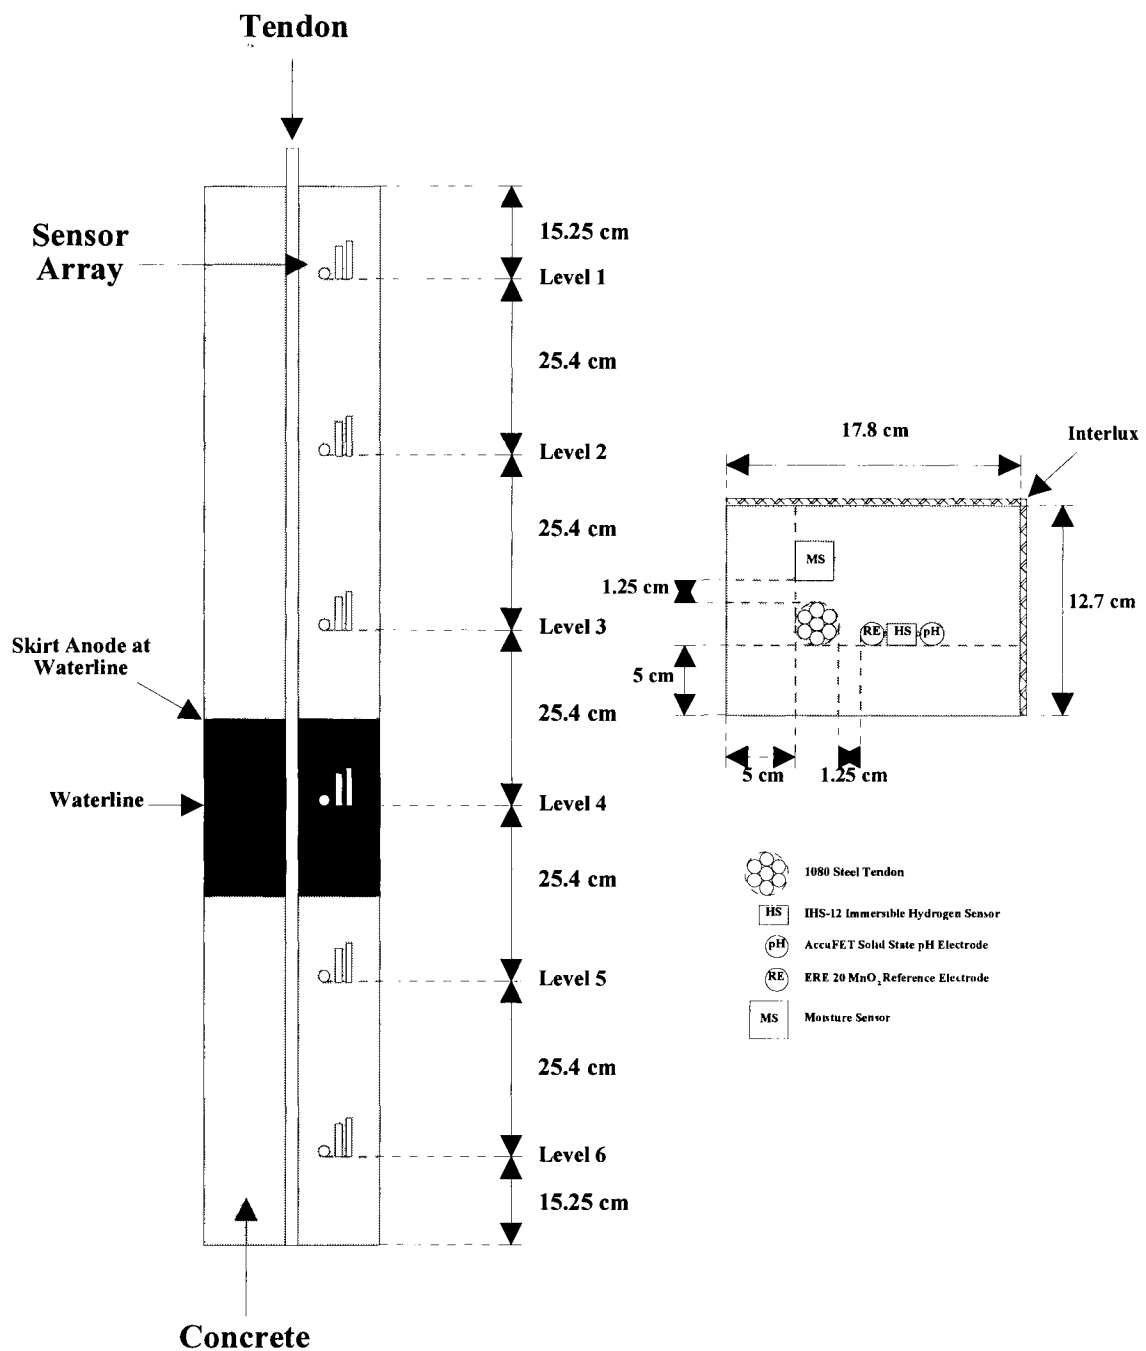 Tendon
Sensor
Array
15.25 cm
Level 1
25.4 cm
Level 2
25.4 cm
Level 3
Skirt Anode at
Waterline
25.4 cm
Waterline
Level 4
25.4 cm
Level 5
25.4 cm
Level 6
15.25 cm
Concrete
17.8 cm
Interlux
MS
1.25 cm
12.7 cm
RE
HS
pH
5 cm
5 cm
1.25 cm
1080 Steel Tendon
HS
IHS-12 Immersible Hydrogen Sensor
pH
AccuFET Solid State pH Electrode
RE
ERE 20 MnO₂ Reference Electrode
MS
Moisture Sensor